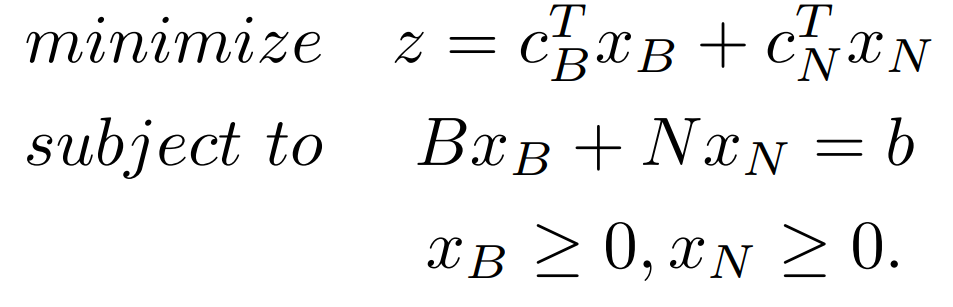 minimize z = c_B^T x_B + c_N^T x_N
subject to Bx_B + Nx_N = b
x_B ≥ 0, x_N ≥ 0.